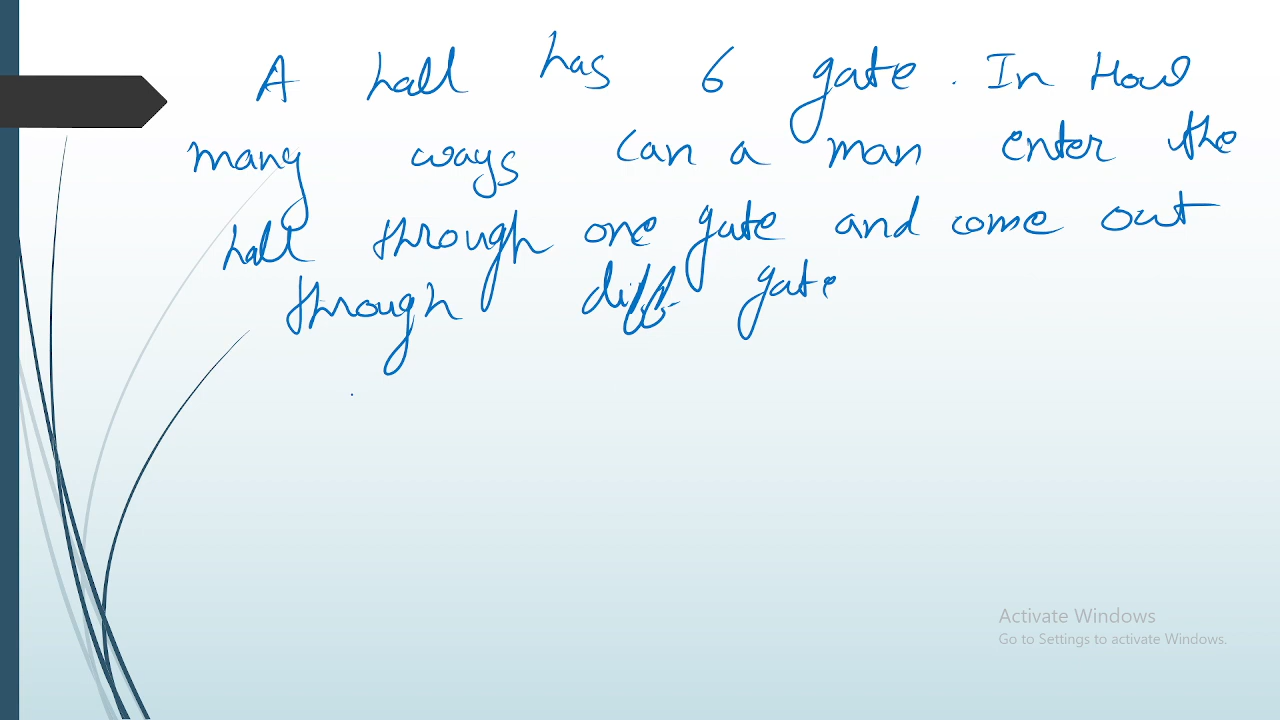 A hall has 6 gate. In How
many ways can a man enter the
hall through one gate and come out
through diff. gate
Activate Windows
Go to Settings to activate Windows.